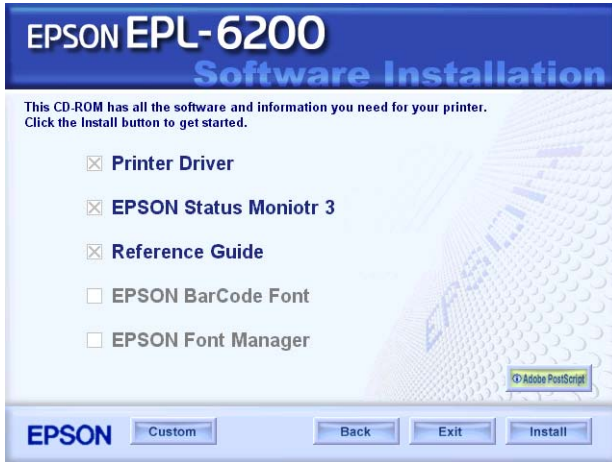 EPSON EPL-6200
Software Installation
This CD-ROM has all the software and information you need for your printer.
Click the Install button to get started.
Printer Driver
EPSON Status Moniotr 3
Reference Guide
EPSON BarCode Font
EPSON Font Manager
EPSON
Adobe PostScript
EPSON
Custom
Back
Exit
Install